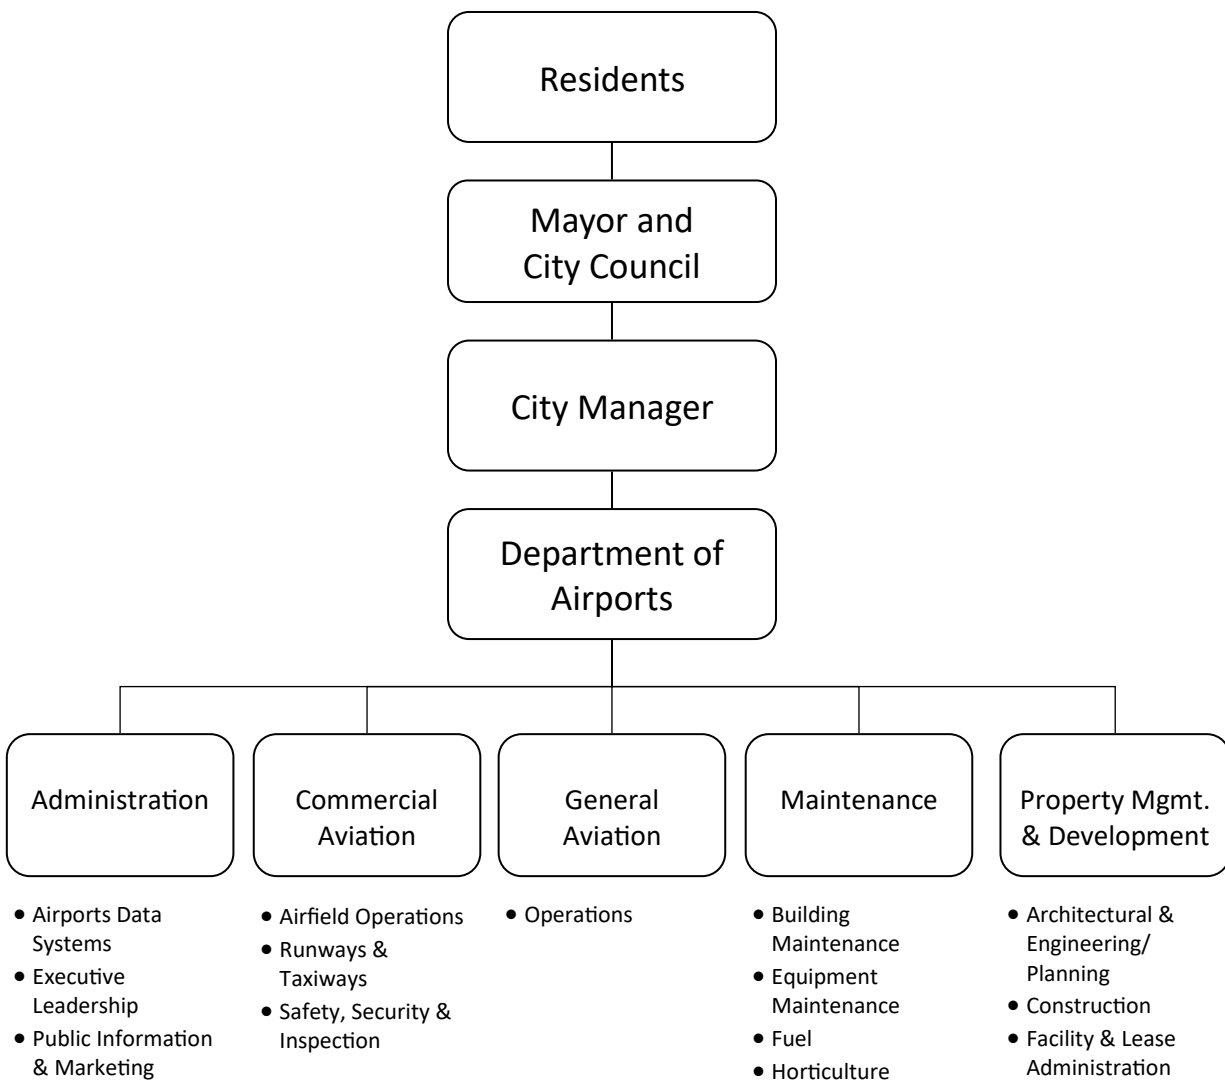 Residents
Mayor and
City Council
City Manager
Department of
Airports
Administration
Commercial
Aviation
General
Aviation
Maintenance
Property Mgmt.
& Development
• Airports Data
Systems
• Executive
Leadership
• Public Information
& Marketing
• Airfield Operations
• Runways &
Taxiways
• Safety, Security &
Inspection
• Operations
• Building
Maintenance
• Equipment
Maintenance
• Fuel
• Horticulture
• Architectural &
Engineering/
Planning
• Construction
• Facility & Lease
Administration